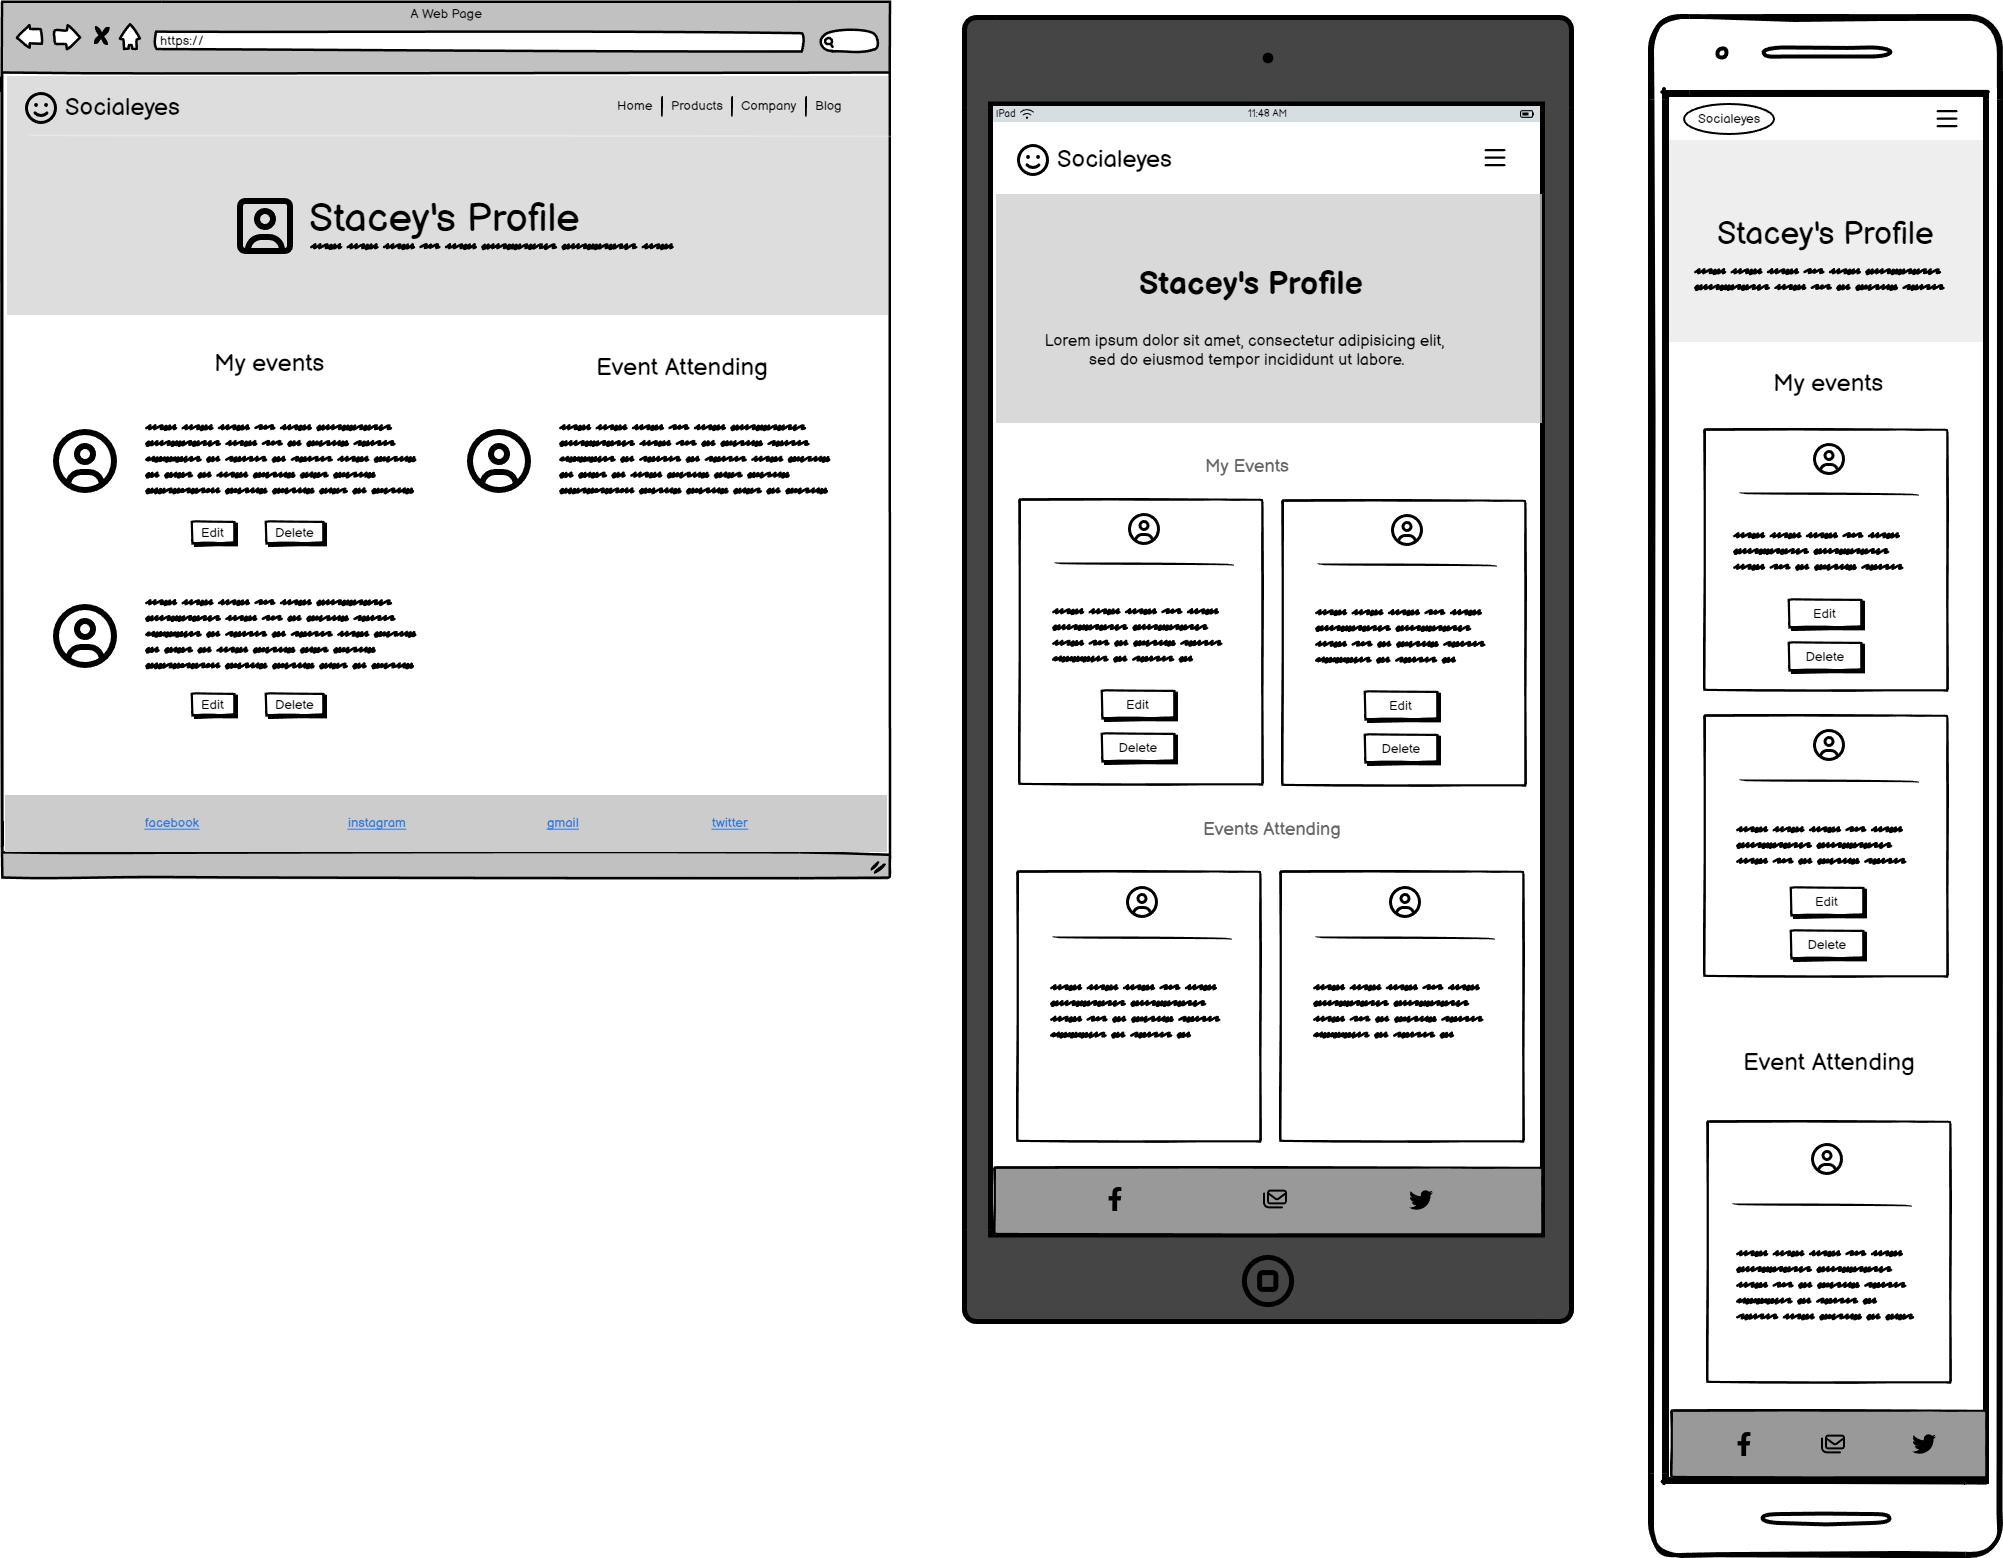 A Web Page
https://
Socialeyes
Home Products Company Blog
Stacey's Profile
My events
Event Attending
Edit Delete
Edit Delete
facebook instagram gmail twitter
iPad 11:48 AM
Socialeyes
Stacey's Profile
Lorem ipsum dolor sit amet, consectetur adipisicing elit,
sed do eiusmod tempor incididunt ut labore.
My Events
Edit Edit
Delete Delete
Events Attending
Socialeyes
Stacey's Profile
My events
Edit
Delete
Edit
Delete
Event Attending